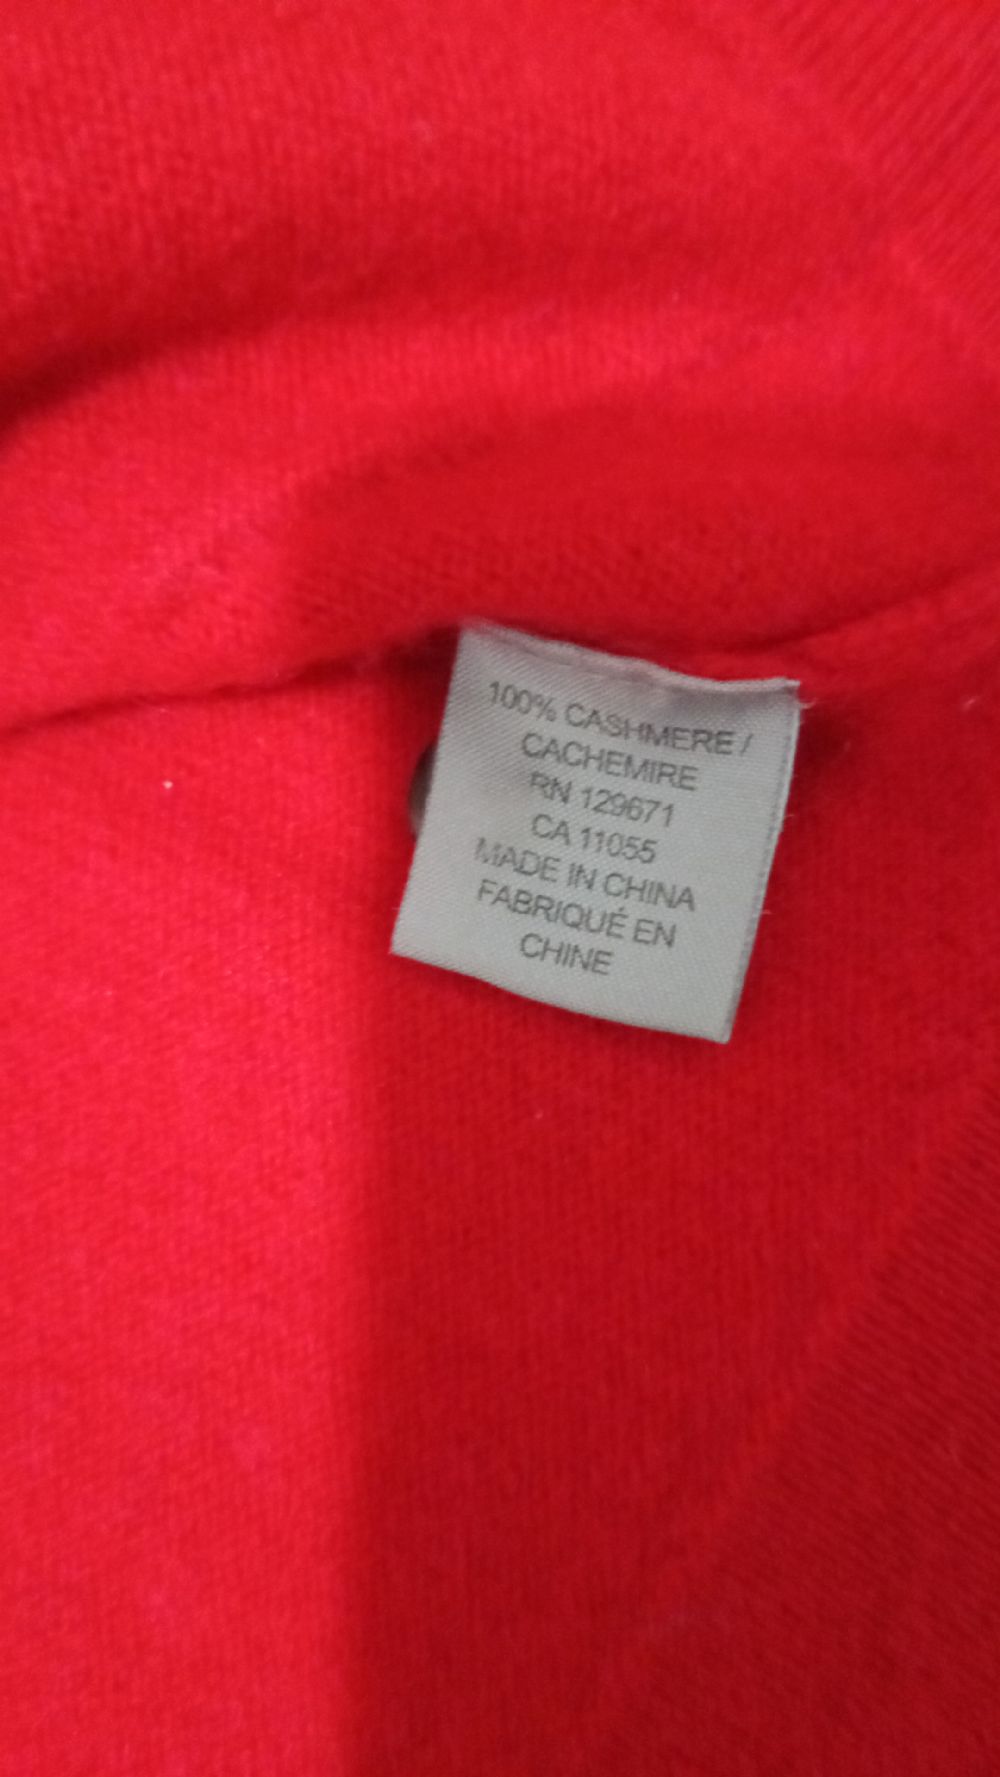 100% CASHMERE /
CACHEMIRE
RN 129671
CA 11055
MADE IN CHINA
FABRIQUÉ EN
CHINE